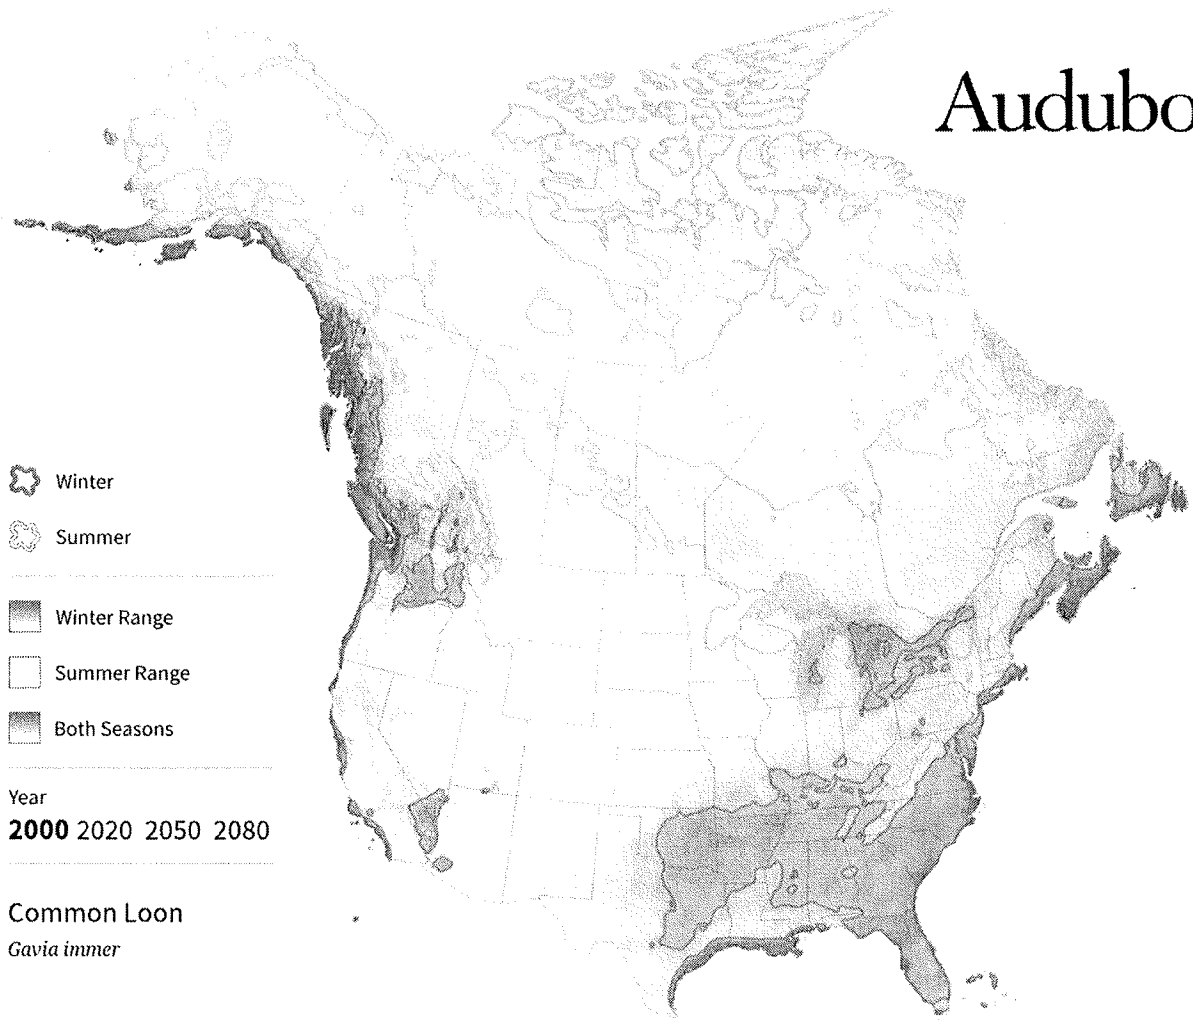 Audubo
Winter
Summer
Winter Range
Summer Range
Both Seasons
Year
2000 2020 2050 2080
Common Loon
Gavia immer